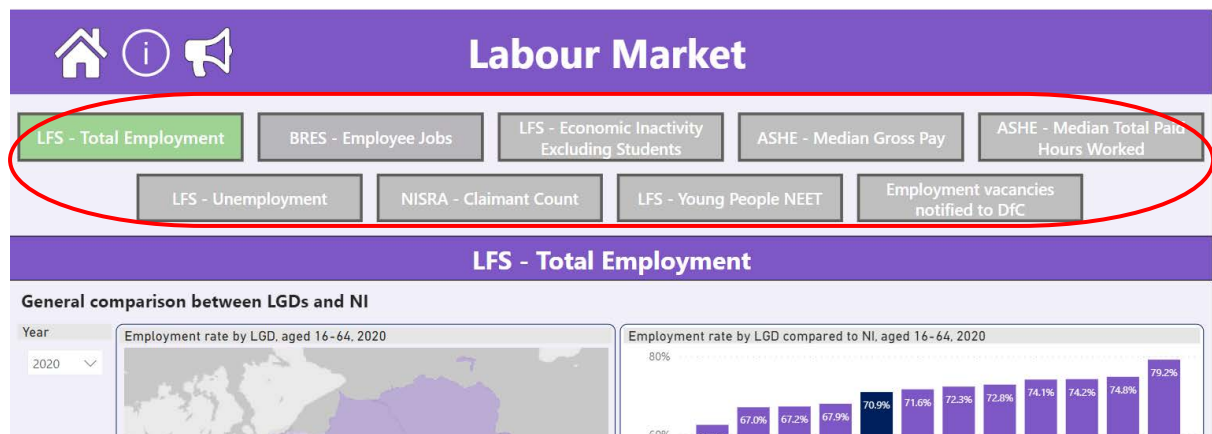 Labour Market
LFS - Total Employment
BRES - Employee Jobs
LFS - Economic Inactivity
Excluding Students
ASHE - Median Gross Pay
ASHE - Median Total Paid
Hours Worked
LFS - Unemployment
NISRA - Claimant Count
LFS - Young People NEET
Employment vacancies
notified to DfC
LFS - Total Employment
General comparison between LGDs and NI
Year
2020
Employment rate by LGD, aged 16-64, 2020
Employment rate by LGD compared to NI, aged 16-64, 2020
80%
67.0% 67.2% 67.9% 70.9% 71.6% 72.3% 72.8% 74.1% 74.2% 74.8% 79.2%